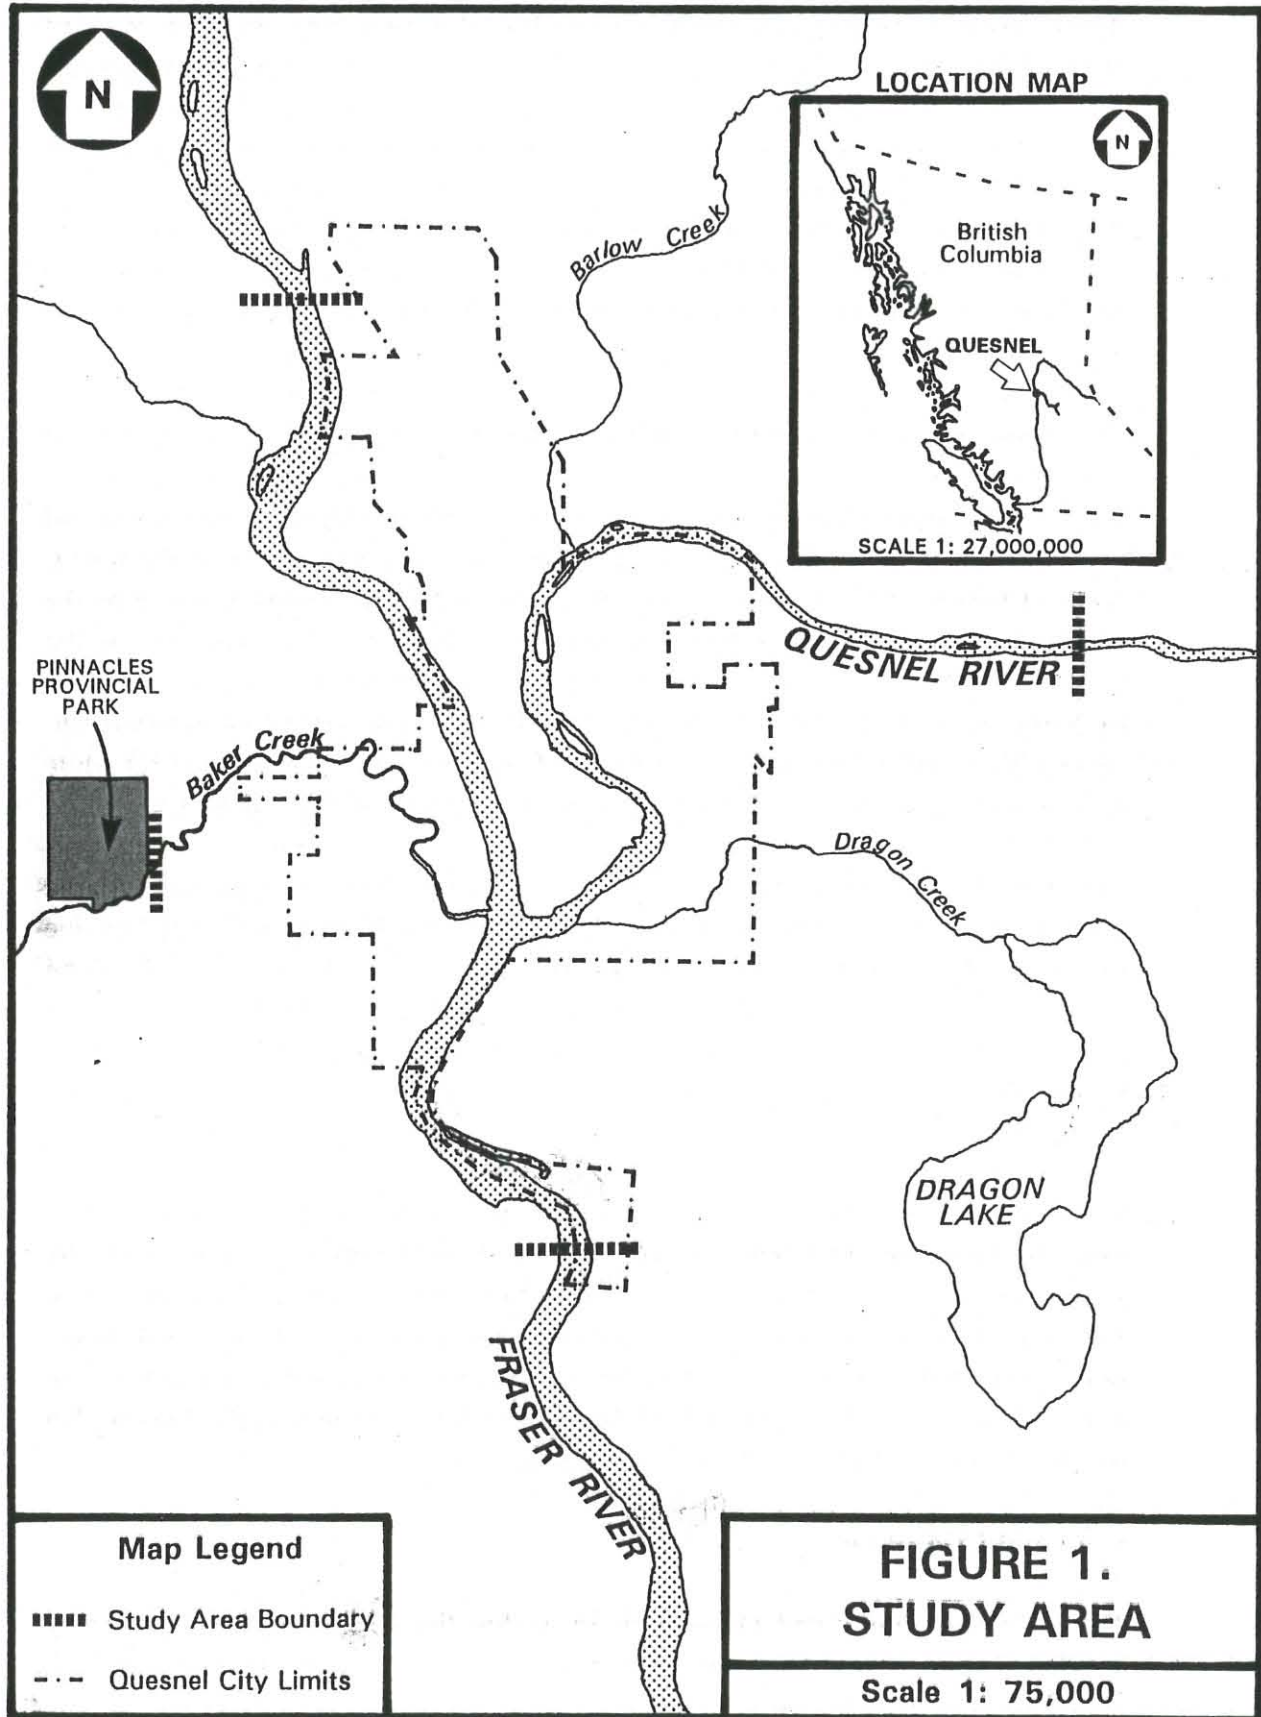 N
LOCATION MAP
N
British
Columbia
QUESNEL
SCALE 1: 27,000,000
Barlow Creek
QUESNEL RIVER
PINNACLES
PROVINCIAL
PARK
Baker Creek
Dragon Creek
DRAGON
LAKE
FRASER RIVER
Map Legend
Study Area Boundary
Quesnel City Limits
FIGURE 1.
STUDY AREA
Scale 1: 75,000